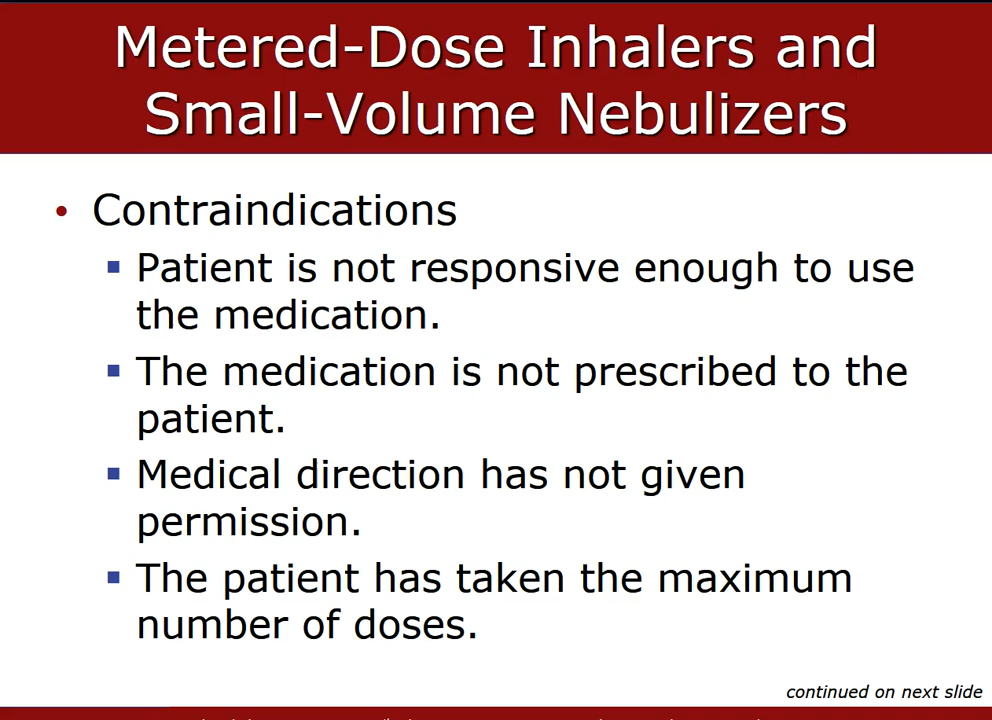 Metered-Dose Inhalers and
Small-Volume Nebulizers
• Contraindications
▪ Patient is not responsive enough to use
the medication.
▪ The medication is not prescribed to the
patient.
▪ Medical direction has not given
permission.
▪ The patient has taken the maximum
number of doses.
continued on next slide